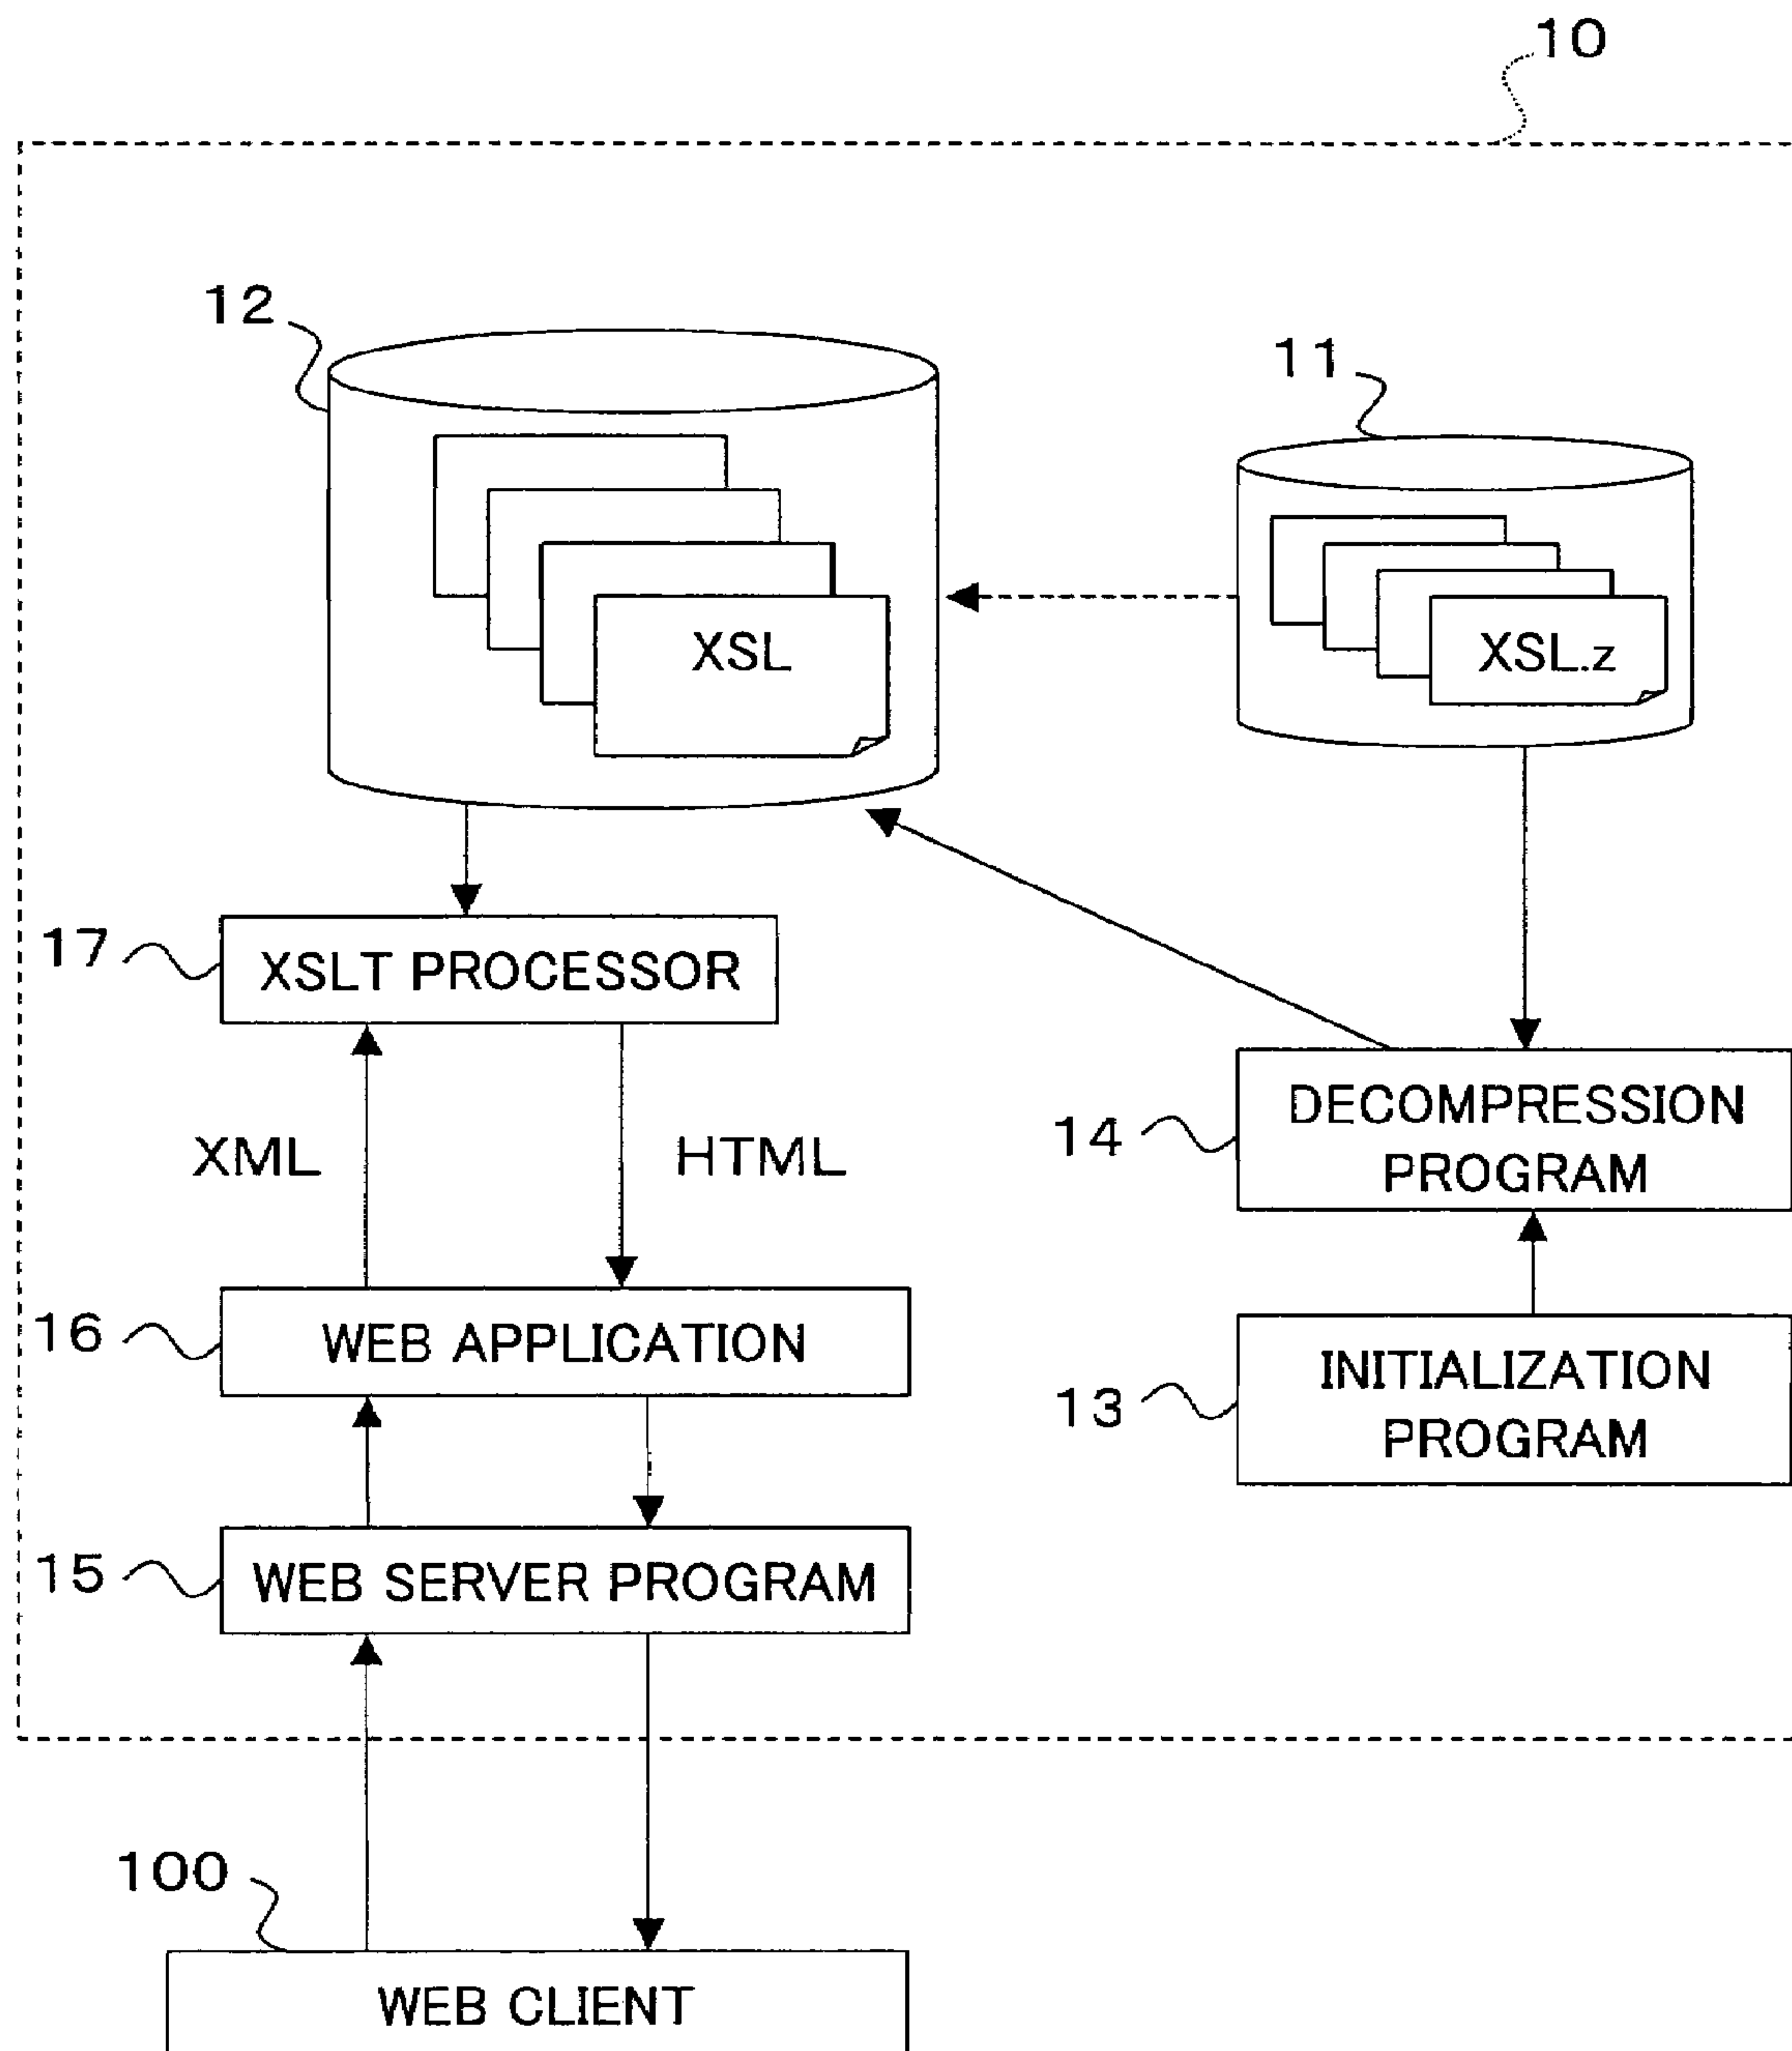 10
12
11
XSL
XSL.z
17
XSLT PROCESSOR
14
DECOMPRESSION
PROGRAM
XML
HTML
16
WEB APPLICATION
13
INITIALIZATION
PROGRAM
15
WEB SERVER PROGRAM
100
WEB CLIENT